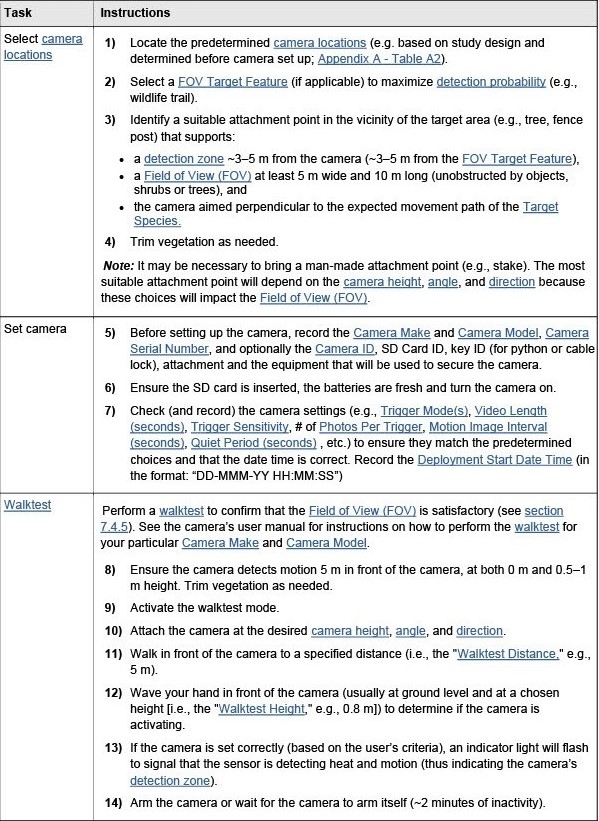 Task Instructions
Select camera
locations
1) Locate the predetermined camera locations (e.g. based on study design and
determined before camera set up; Appendix A - Table A2).
2) Select a FOV Target Feature (if applicable) to maximize detection probability (e.g.,
wildlife trail).
3) Identify a suitable attachment point in the vicinity of the target area (e.g., tree, fence
post) that supports:
• a detection zone ~3–5 m from the camera (~3–5 m from the FOV Target Feature),
• a Field of View (FOV) at least 5 m wide and 10 m long (unobstructed by objects,
shrubs or trees), and
• the camera aimed perpendicular to the expected movement path of the Target
Species.
4) Trim vegetation as needed.
Note: It may be necessary to bring a man-made attachment point (e.g., stake). The most
suitable attachment point will depend on the camera height, angle, and direction because
these choices will impact the Field of View (FOV).
Set camera
5) Before setting up the camera, record the Camera Make and Camera Model, Camera
Serial Number, and optionally the Camera ID, SD Card ID, key ID (for python or cable
lock), attachment and the equipment that will be used to secure the camera.
6) Ensure the SD card is inserted, the batteries are fresh and turn the camera on.
7) Check (and record) the camera settings (e.g., Trigger Mode(s), Video Length
(seconds), Trigger Sensitivity, # of Photos Per Trigger, Motion Image Interval
(seconds), Quiet Period (seconds) , etc.) to ensure they match the predetermined
choices and that the date time is correct. Record the Deployment Start Date Time (in
the format: “DD-MMM-YY HH:MM:SS”)
Walktest
Perform a walktest to confirm that the Field of View (FOV) is satisfactory (see section
7.4.5). See the camera's user manual for instructions on how to perform the walktest for
your particular Camera Make and Camera Model.
8) Ensure the camera detects motion 5 m in front of the camera, at both 0 m and 0.5–1
m height. Trim vegetation as needed.
9) Activate the walktest mode.
10) Attach the camera at the desired camera height, angle, and direction.
11) Walk in front of the camera to a specified distance (i.e., the "Walktest Distance," e.g.,
5 m).
12) Wave your hand in front of the camera (usually at ground level and at a chosen
height [i.e., the "Walktest Height," e.g., 0.8 m]) to determine if the camera is
activating.
13) If the camera is set correctly (based on the user's criteria), an indicator light will flash
to signal that the sensor is detecting heat and motion (thus indicating the camera's
detection zone).
14) Arm the camera or wait for the camera to arm itself (~2 minutes of inactivity).